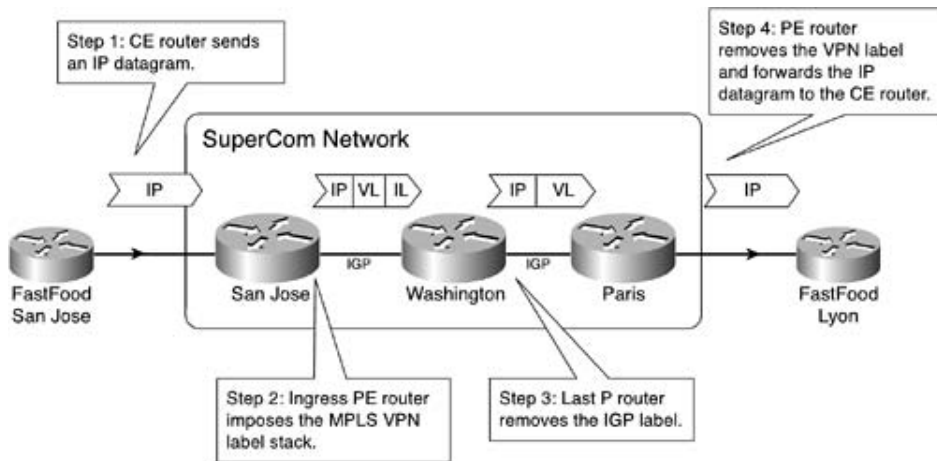 Step 1: CE router sends
an IP datagram.
Step 4: PE router
removes the VPN label
and forwards the IP
datagram to the CE router.
SuperCom Network
IP
IP VL IL
IP VL
IP
IGP
IGP
FastFood
San Jose
San Jose
Washington
Paris
FastFood
Lyon
Step 2: Ingress PE router
imposes the MPLS VPN
label stack.
Step 3: Last P router
removes the IGP label.